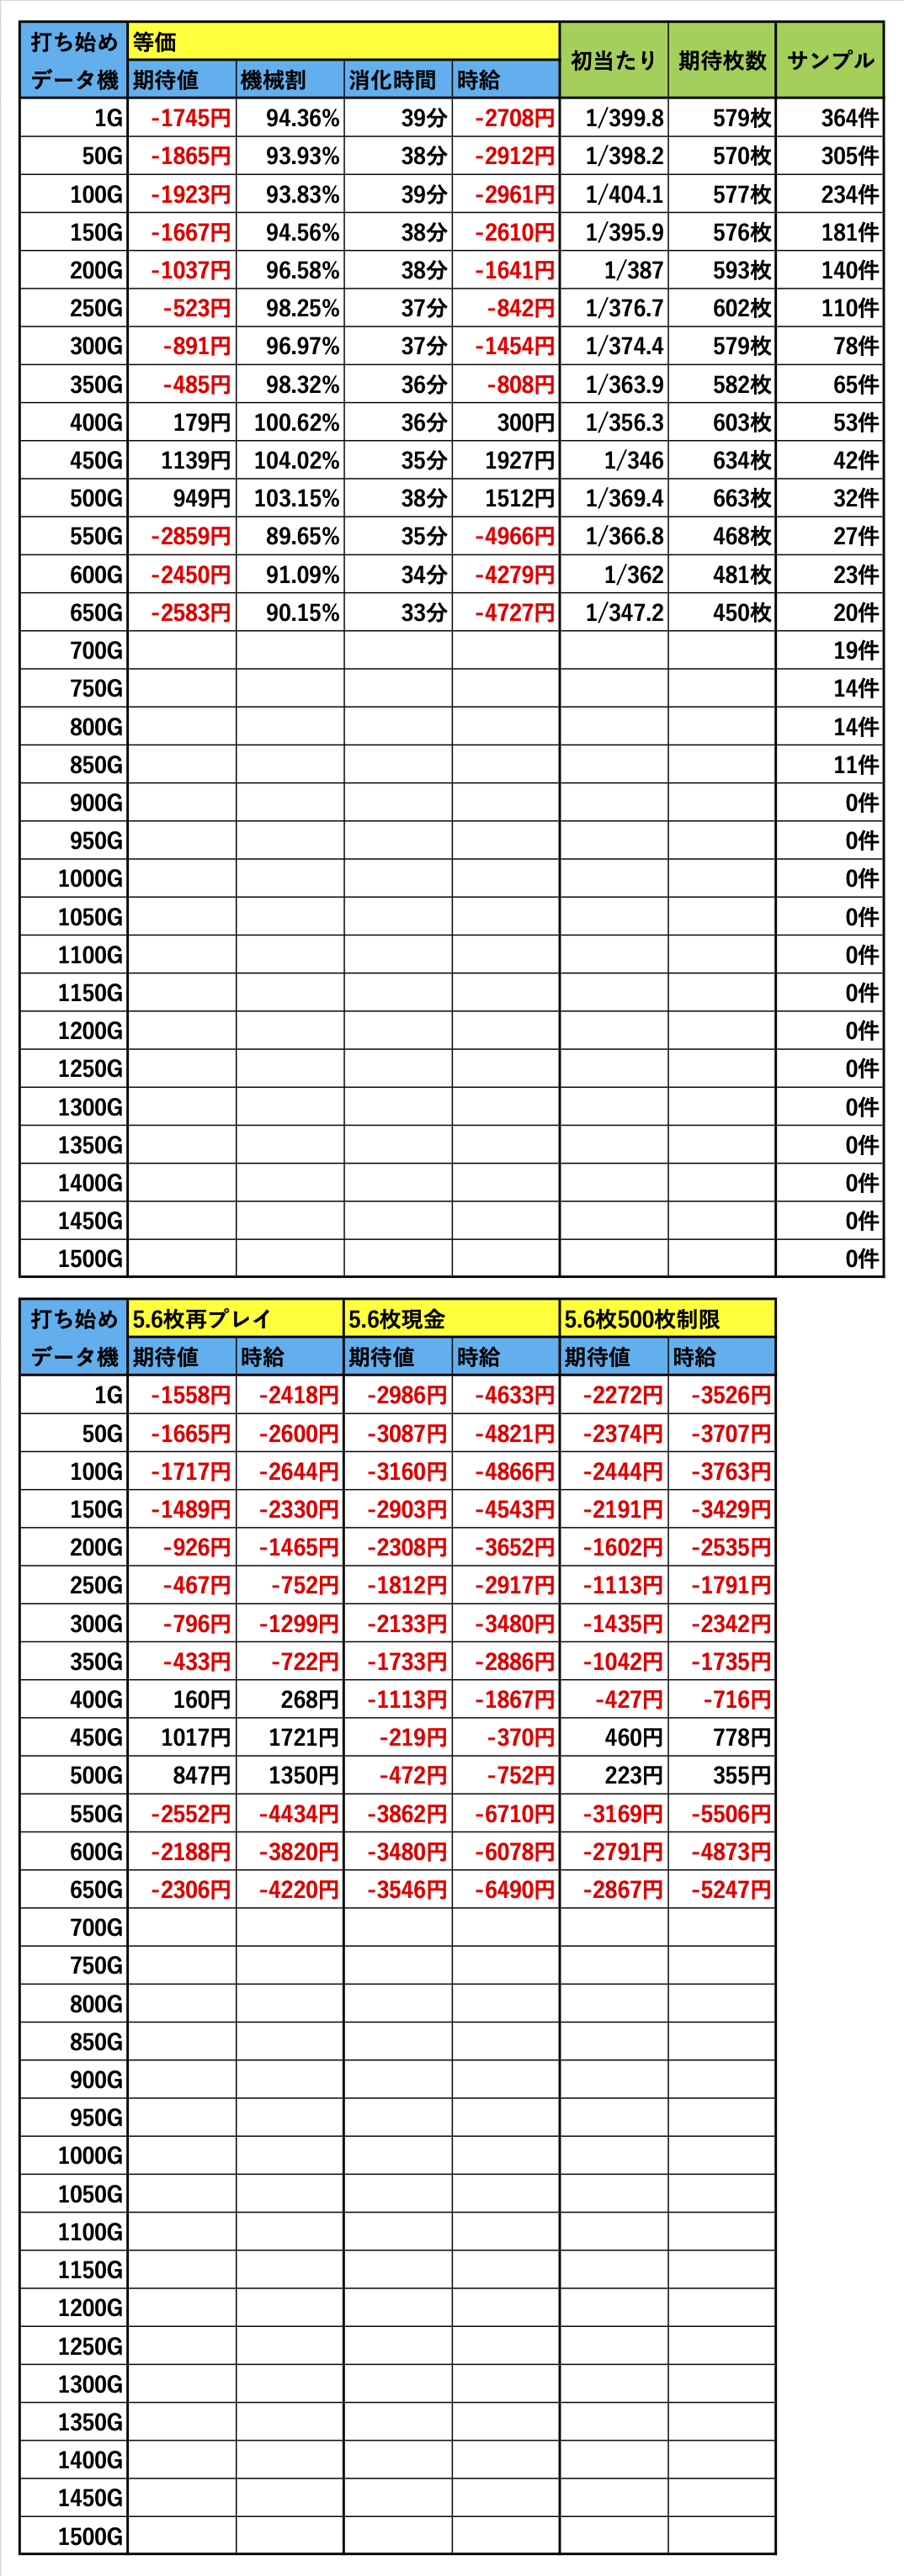 打ち始め 等価 初当たり 期待枚数 サンプル
データ機 期待値 機械割 消化時間 時給
1G -1745円 94.36% 39分 -2708円 1/399.8 579枚 364件
50G -1865円 93.93% 38分 -2912円 1/398.2 570枚 305件
100G -1923円 93.83% 39分 -2961円 1/404.1 577枚 234件
150G -1667円 94.56% 38分 -2610円 1/395.9 576枚 181件
200G -1037円 96.58% 38分 -1641円 1/387 593枚 140件
250G -523円 98.25% 37分 -842円 1/376.7 602枚 110件
300G -891円 96.97% 37分 -1454円 1/374.4 579枚 78件
350G -485円 98.32% 36分 -808円 1/363.9 582枚 65件
400G 179円 100.62% 36分 300円 1/356.3 603枚 53件
450G 1139円 104.02% 35分 1927円 1/346 634枚 42件
500G 949円 103.15% 38分 1512円 1/369.4 663枚 32件
550G -2859円 89.65% 35分 -4966円 1/366.8 468枚 27件
600G -2450円 91.09% 34分 -4279円 1/362 481枚 23件
650G -2583円 90.15% 33分 -4727円 1/347.2 450枚 20件
700G 19件
750G 14件
800G 14件
850G 11件
900G 0件
950G 0件
1000G 0件
1050G 0件
1100G 0件
1150G 0件
1200G 0件
1250G 0件
1300G 0件
1350G 0件
1400G 0件
1450G 0件
1500G 0件
打ち始め 5.6枚再プレイ 5.6枚現金 5.6枚500枚制限
データ機 期待値 時給 期待値 時給 期待値 時給
1G -1558円 -2418円 -2986円 -4633円 -2272円 -3526円
50G -1665円 -2600円 -3087円 -4821円 -2374円 -3707円
100G -1717円 -2644円 -3160円 -4866円 -2444円 -3763円
150G -1489円 -2330円 -2903円 -4543円 -2191円 -3429円
200G -926円 -1465円 -2308円 -3652円 -1602円 -2535円
250G -467円 -752円 -1812円 -2917円 -1113円 -1791円
300G -796円 -1299円 -2133円 -3480円 -1435円 -2342円
350G -433円 -722円 -1733円 -2886円 -1042円 -1735円
400G 160円 268円 -1113円 -1867円 -427円 -716円
450G 1017円 1721円 -219円 -370円 460円 778円
500G 847円 1350円 -472円 -752円 223円 355円
550G -2552円 -4434円 -3862円 -6710円 -3169円 -5506円
600G -2188円 -3820円 -3480円 -6078円 -2791円 -4873円
650G -2306円 -4220円 -3546円 -6490円 -2867円 -5247円
700G
750G
800G
850G
900G
950G
1000G
1050G
1100G
1150G
1200G
1250G
1300G
1350G
1400G
1450G
1500G